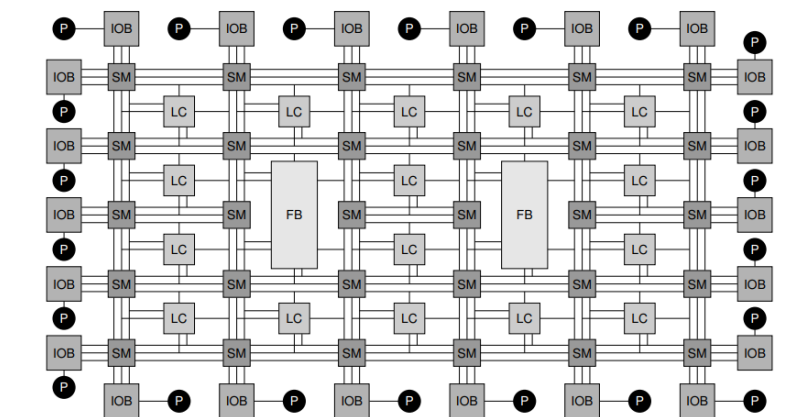 P IOB P IOB P IOB P IOB P IOB P IOB P
IOB SM SM SM SM SM SM IOB
P LC LC LC LC LC P
IOB SM SM SM SM SM SM IOB
P LC LC LC P
IOB SM SM FB SM SM FB SM SM IOB
P LC LC LC P
IOB SM SM SM SM SM SM IOB
P LC LC LC LC LC P
IOB SM SM SM SM SM SM IOB
P IOB IOB P IOB P IOB P IOB P IOB P IOB P